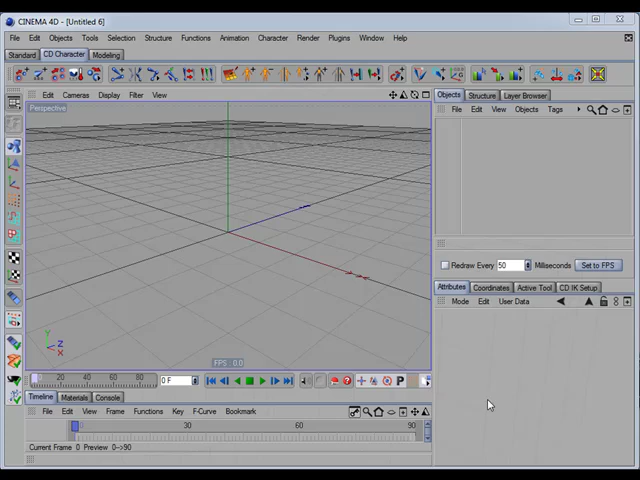 CINEMA 4D - [Untitled 6]
File Edit Objects Tools Selection Structure Functions Animation Character Render Plugins Window Help
Standard CD Character Modeling
Edit Cameras Display Filter View
Perspective
Y
Z
X
FPS : 0.0
Objects Structure Layer Browser
File Edit View Objects Tags
Redraw Every 50 Milliseconds Set to FPS
Attributes Coordinates Active Tool CD IK Setup
Mode Edit User Data
0 20 40 60 80 0 F
P
Timeline Materials Console
File Edit View Frame Functions Key F-Curve Bookmark
0 30 60 90
Current Frame 0 Preview 0-->90